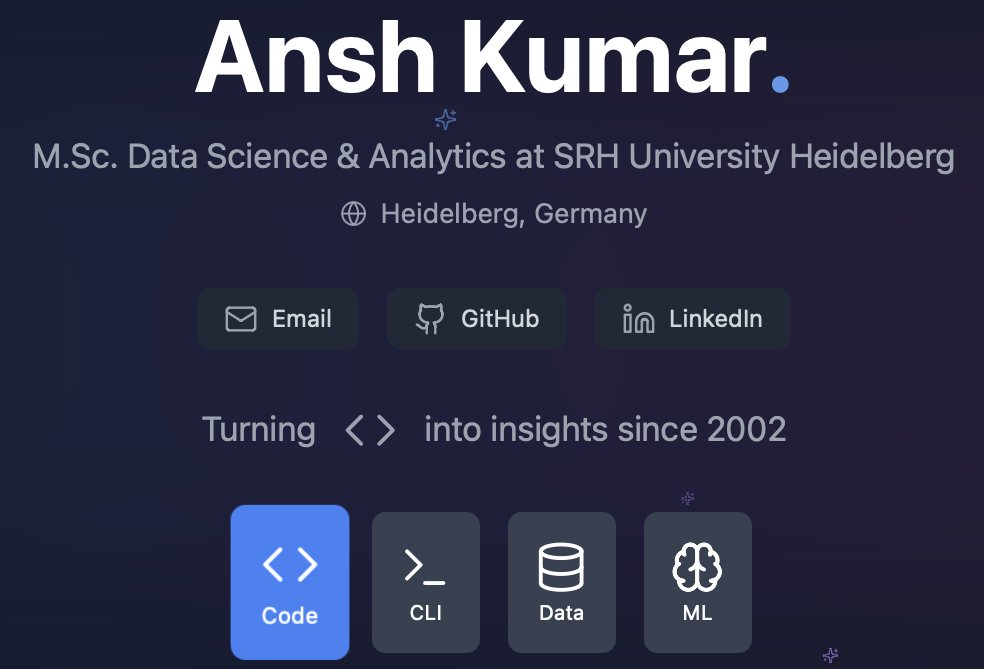 Ansh Kumar.
M.Sc. Data Science & Analytics at SRH University Heidelberg
Heidelberg, Germany
Email GitHub LinkedIn
Turning < > into insights since 2002
Code CLI Data ML